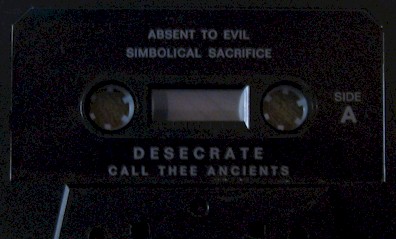 ABSENT TO EVIL
SIMBOLICAL SACRIFICE
SIDE
A
DESECRATE
CALL THEE ANCIENTS